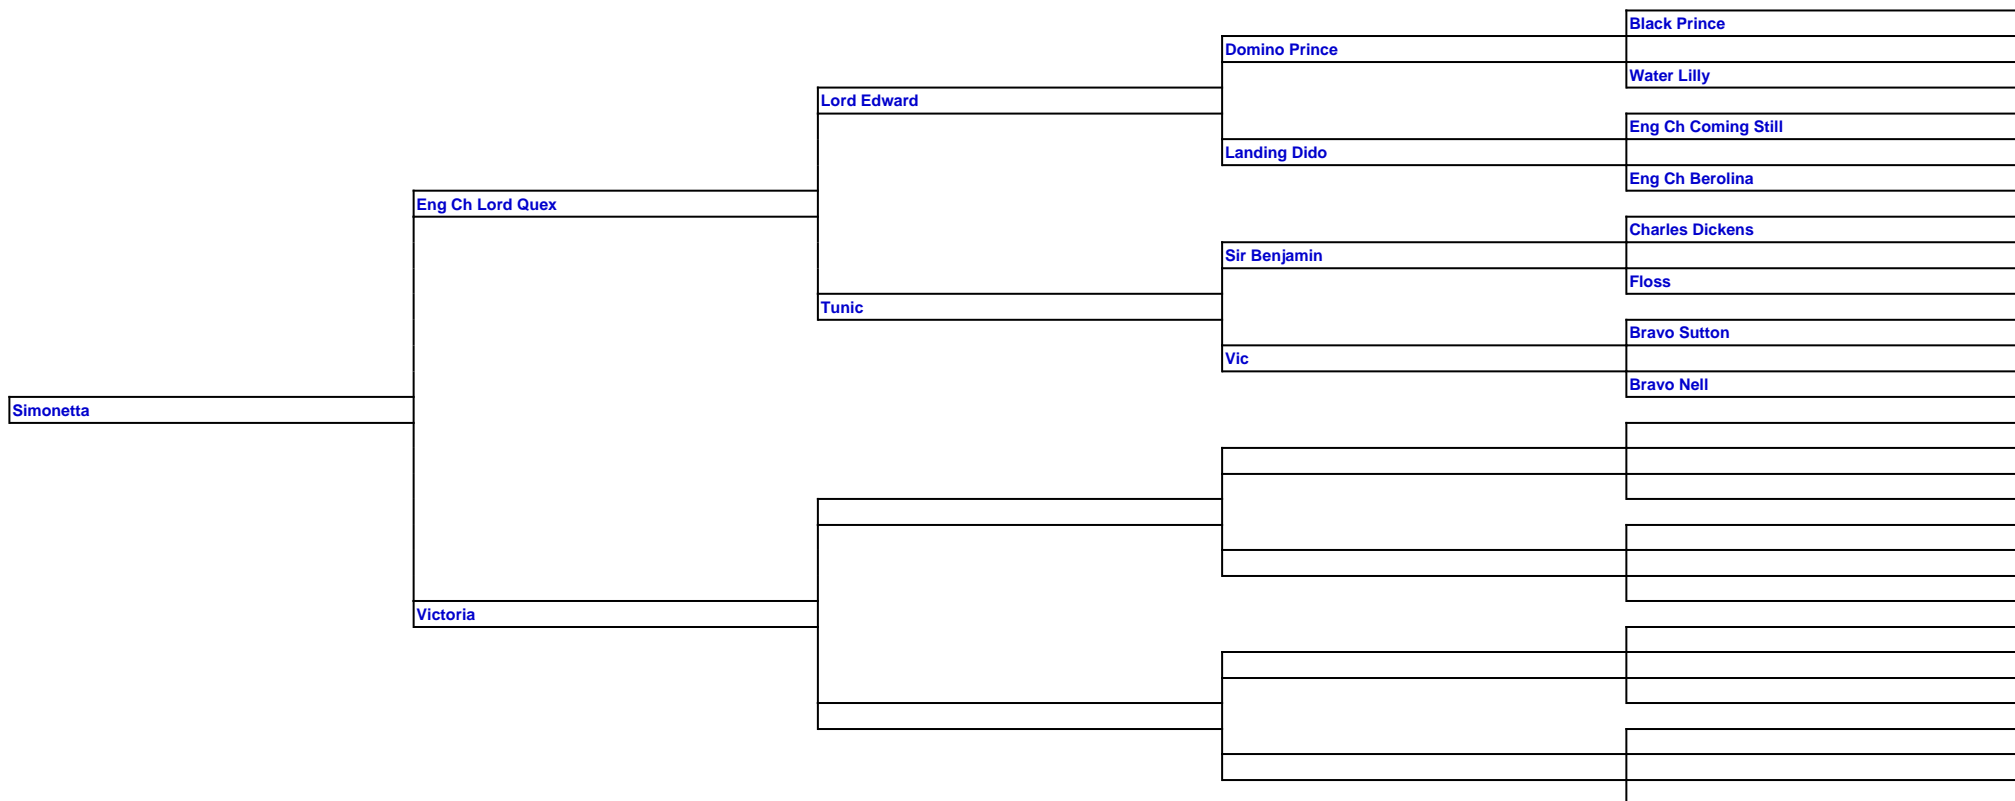 Black Prince
Domino Prince
Water Lilly
Lord Edward
Eng Ch Coming Still
Landing Dido
Eng Ch Berolina
Eng Ch Lord Quex
Charles Dickens
Sir Benjamin
Floss
Tunic
Bravo Sutton
Vic
Bravo Nell
Simonetta
Victoria